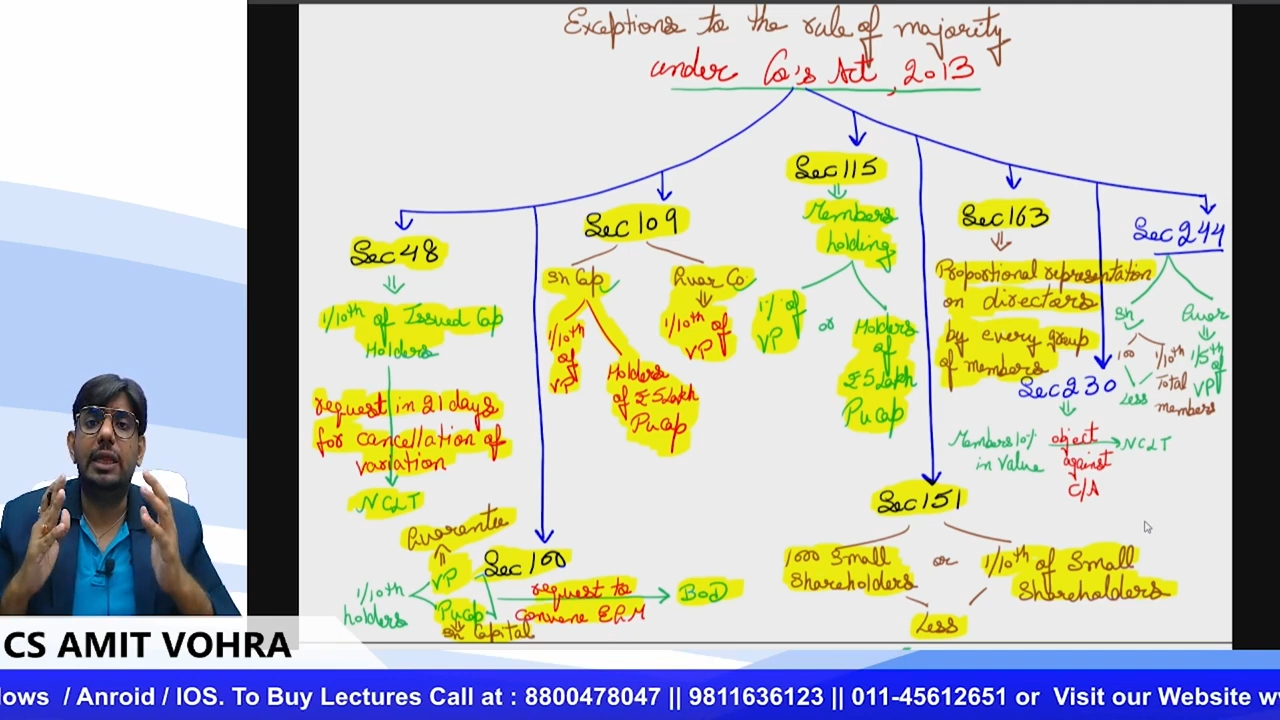 Exceptions to the rule of majority
under Co's Act, 2013
Sec 48
1/10th of Issued Cap
Holders
request in 21 days
for cancellation of
variation
NCLT
Sec 100
1/10th
holders
VP
Guarantee
Pucap
Sh Capital
request to
convene EGM
BOD
Sec 109
Sh Cap
1/10th
of
VP
Holders
of ₹5 Lakh
Pucap
Guar Co.
1/10th of
VP
Sec 115
Members
holding
1% of
VP
or
Holders
of
₹5 Lakh
Pucap
Sec 151
1000 Small
Shareholders
or
1/10th of Small
Shareholders
Less
Sec 163
Proportional representation
on directors
by every group
of members
Sec 230
Members 10%
in Value
object
against
C/A
NCLT
Sec 244
Sh
100
1/10th
Total
members
Less
Guar
1/5th
of
VP
CS AMIT VOHRA
dows / Anroid / IOS. To Buy Lectures Call at : 8800478047 || 9811636123 || 011-45612651 or Visit our Website w